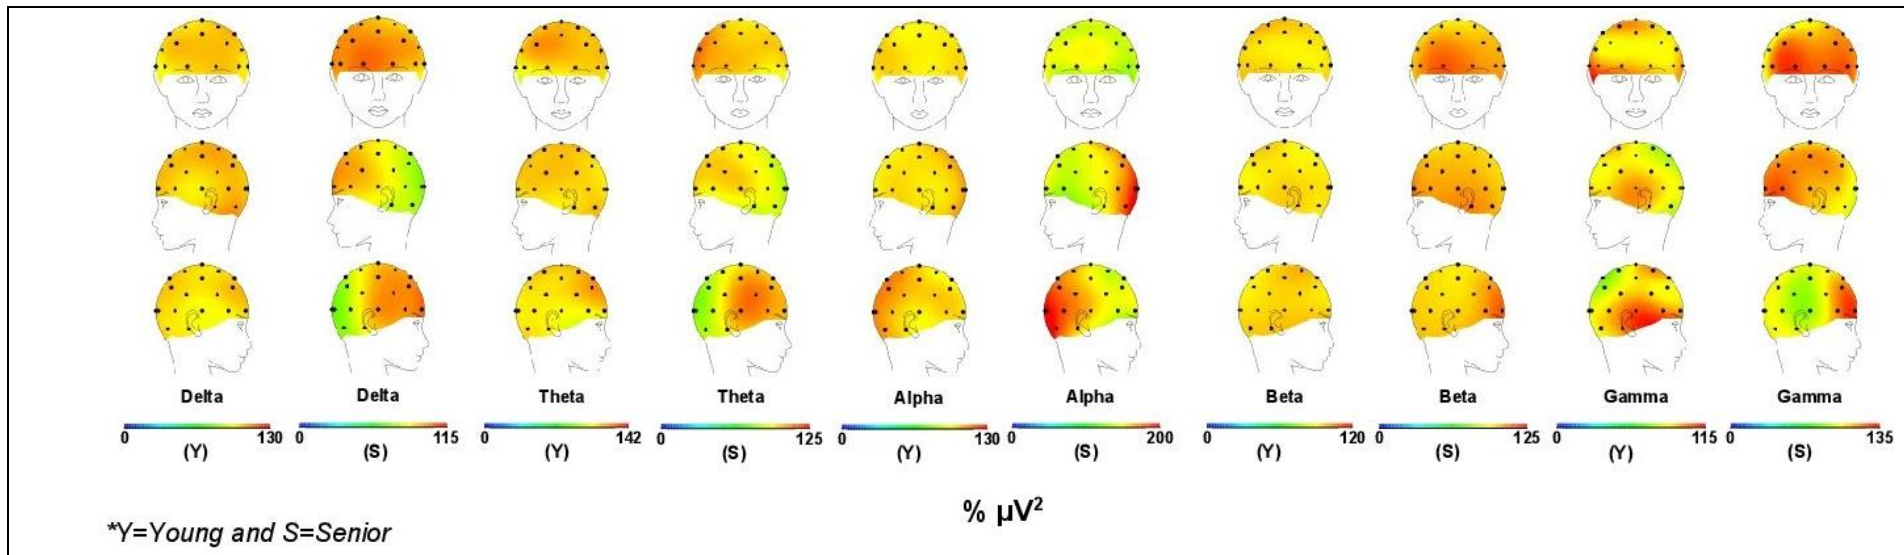 Delta Delta Theta Theta Alpha Alpha Beta Beta Gamma Gamma
0 130 0 115 0 142 0 125 0 130 0 200 0 120 0 125 0 115 0 135
(Y) (S) (Y) (S) (Y) (S) (Y) (S) (Y) (S)
% µV²
*Y=Young and S=Senior